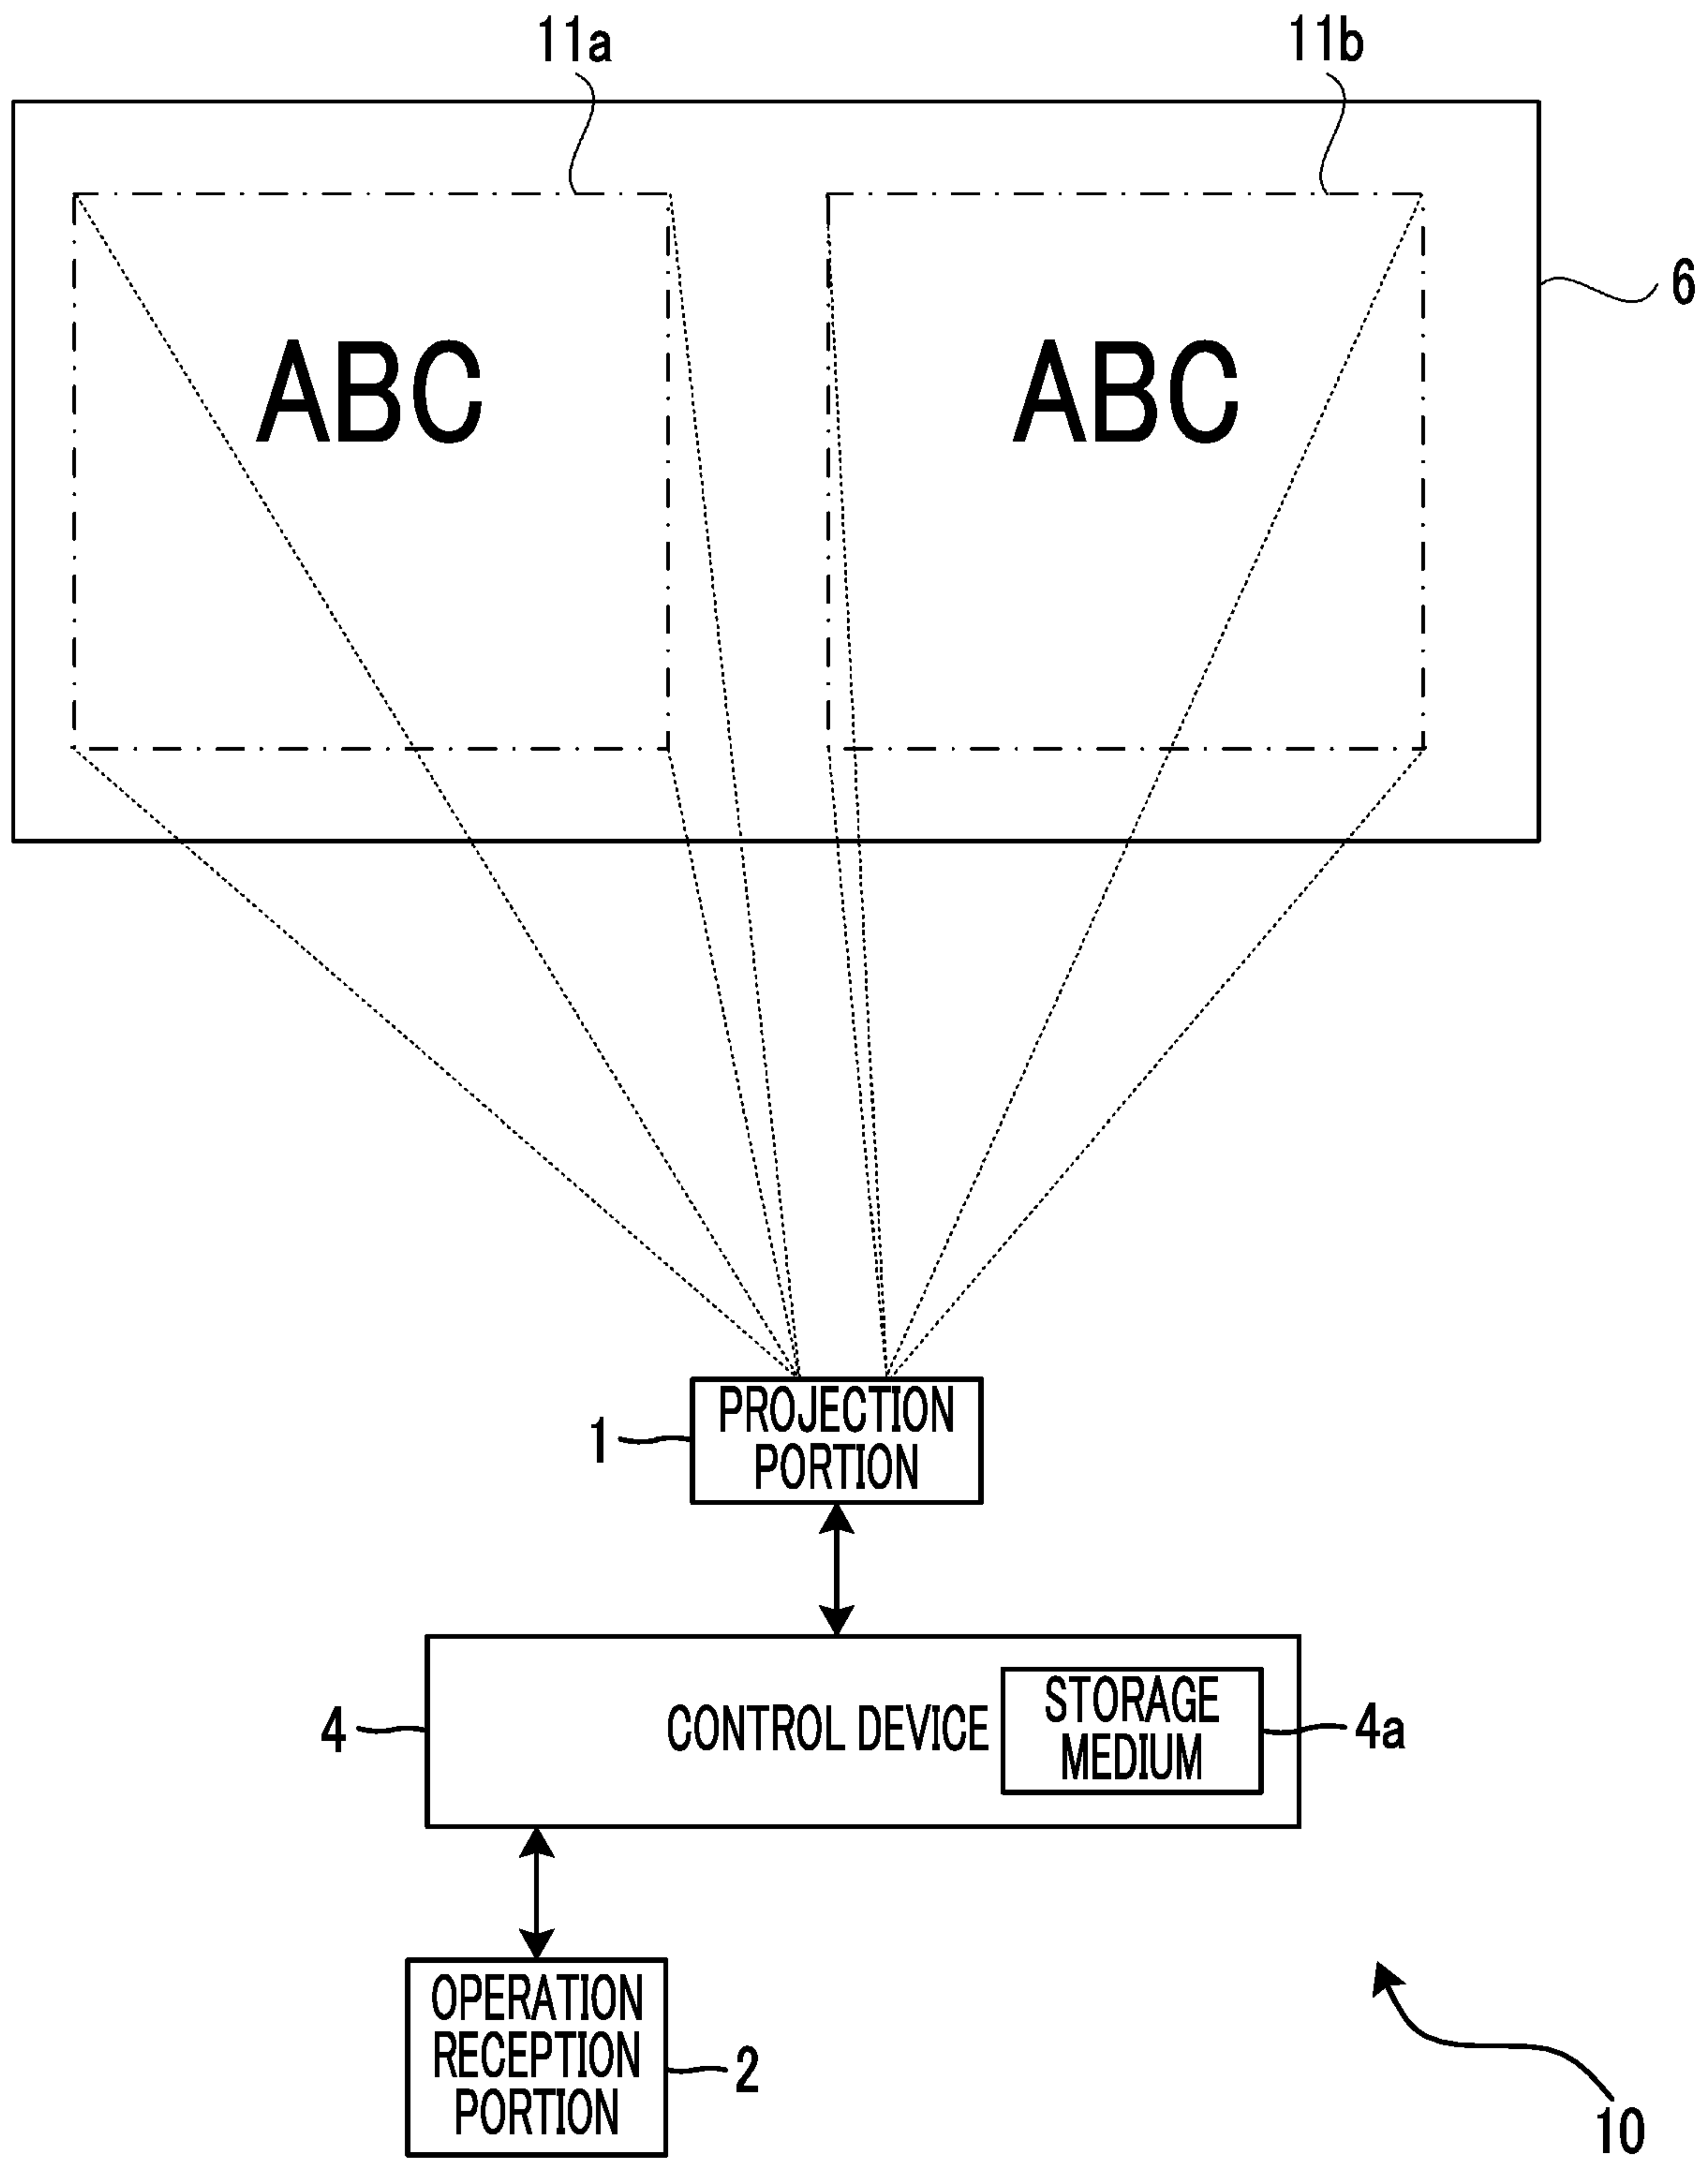 11a 11b
6
ABC ABC
1
PROJECTION
PORTION
4
CONTROL DEVICE
STORAGE
MEDIUM
4a
OPERATION
RECEPTION
PORTION
2
10